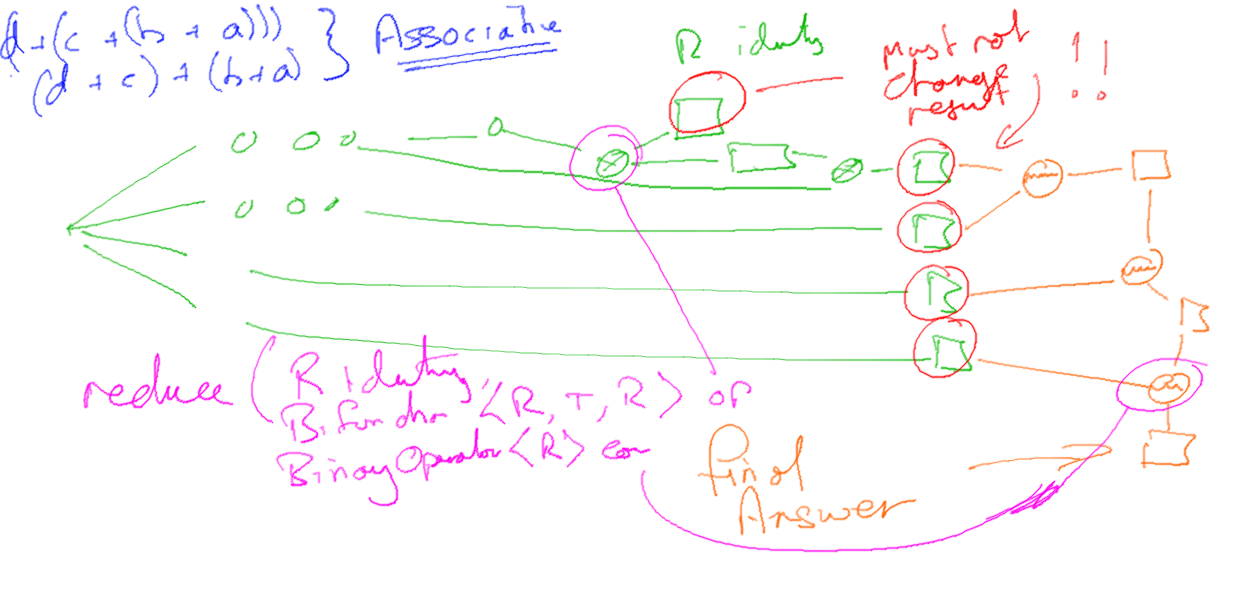 d+(c +(b + a)))
(d + c) + (b+a)
} Associative
R identity
Must not
change
result
!!
reduce (R identity,
BiFunction <R, T, R> op
BinaryOperator <R> com
Final
Answer